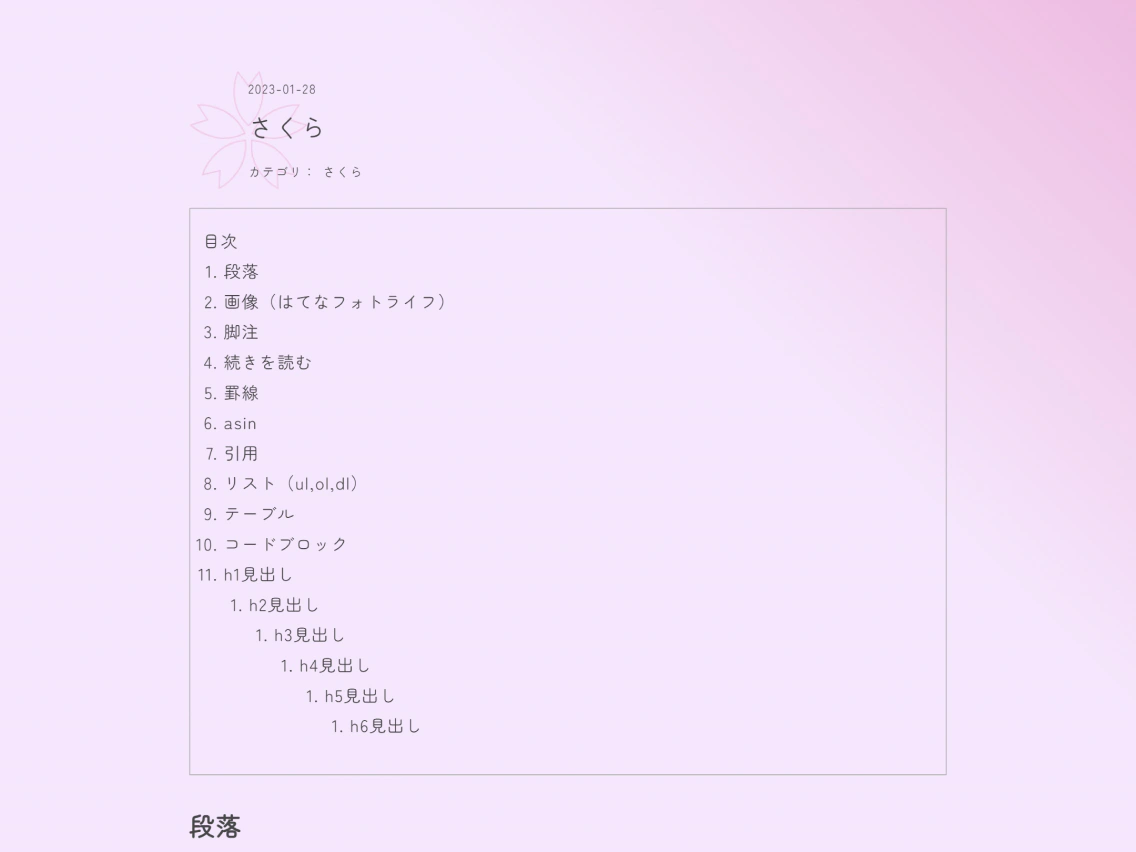 2023-01-28
さくら
カテゴリ： さくら
目次
1. 段落
2. 画像（はてなフォトライフ）
3. 脚注
4. 続きを読む
5. 罫線
6. asin
7. 引用
8. リスト（ul,ol,dl）
9. テーブル
10. コードブロック
11. h1見出し
1. h2見出し
1. h3見出し
1. h4見出し
1. h5見出し
1. h6見出し
段落